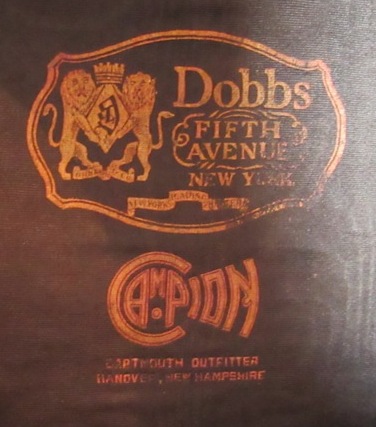 D
Dobbs
FIFTH
AVENUE
NEW YORK
CAMPION
DARTMOUTH OUTFITTER
HANOVER, NEW HAMPSHIRE